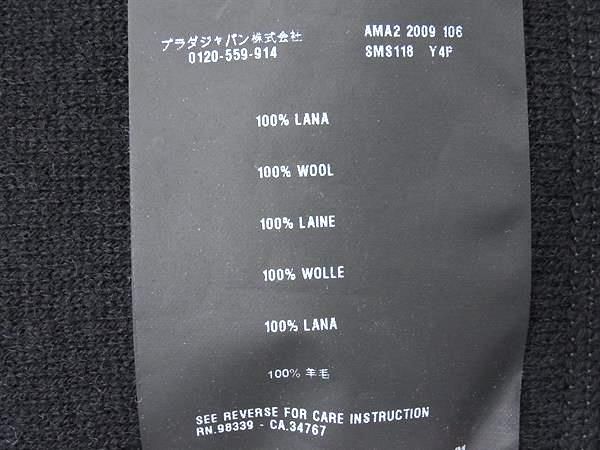 プラダジャパン株式会社
0120-559-914
AMA2 2009 106
SMS118 Y4P
100% LANA
100% WOOL
100% LAINE
100% WOLLE
100% LANA
100% 羊毛
SEE REVERSE FOR CARE INSTRUCTION
RN.98339 - CA.34767